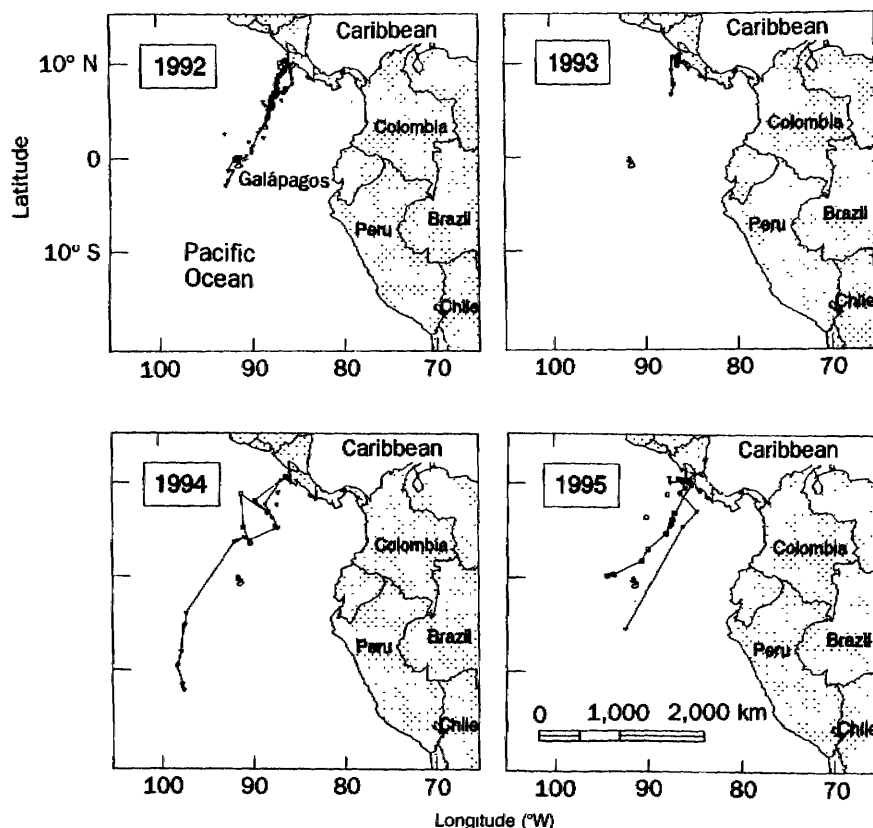 Caribbean
10° N
1992
Colombia
0
Galápagos
Latitude
Peru
Brazil
10° S
Pacific
Ocean
Chile
100
90
80
70
Caribbean
1993
Colombia
Peru
Brazil
Chile
100
90
80
70
Caribbean
1994
Colombia
Peru
Brazil
Chile
100
90
80
70
Caribbean
1995
Colombia
Peru
Brazil
0 1,000 2,000 km
Chile
100
90
80
70
Longitude (°W)